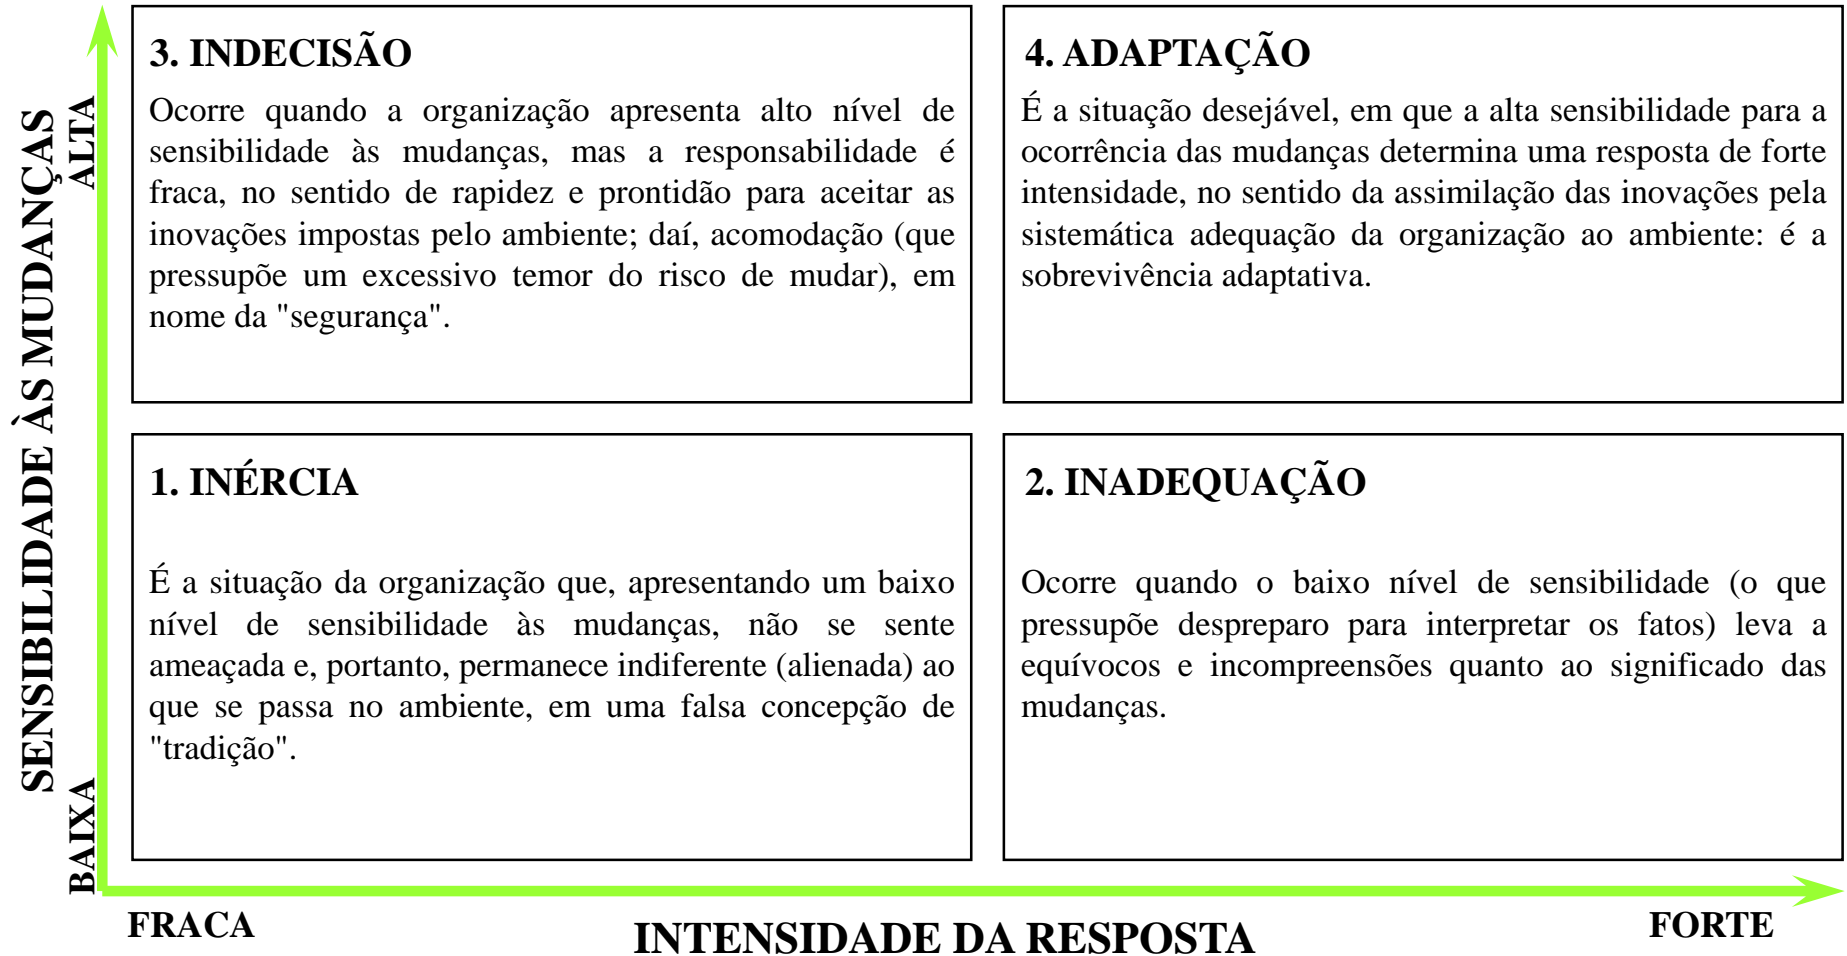 SENSIBILIDADE ÀS MUDANÇAS
ALTA
BAIXA
3. INDECISÃO
Ocorre quando a organização apresenta alto nível de
sensibilidade às mudanças, mas a responsabilidade é
fraca, no sentido de rapidez e prontidão para aceitar as
inovações impostas pelo ambiente; daí, acomodação (que
pressupõe um excessivo temor do risco de mudar), em
nome da "segurança".
4. ADAPTAÇÃO
É a situação desejável, em que a alta sensibilidade para a
ocorrência das mudanças determina uma resposta de forte
intensidade, no sentido da assimilação das inovações pela
sistemática adequação da organização ao ambiente: é a
sobrevivência adaptativa.
1. INÉRCIA
É a situação da organização que, apresentando um baixo
nível de sensibilidade às mudanças, não se sente
ameaçada e, portanto, permanece indiferente (alienada) ao
que se passa no ambiente, em uma falsa concepção de
"tradição".
2. INADEQUAÇÃO
Ocorre quando o baixo nível de sensibilidade (o que
pressupõe despreparo para interpretar os fatos) leva a
equívocos e incompreensões quanto ao significado das
mudanças.
FRACA
INTENSIDADE DA RESPOSTA
FORTE